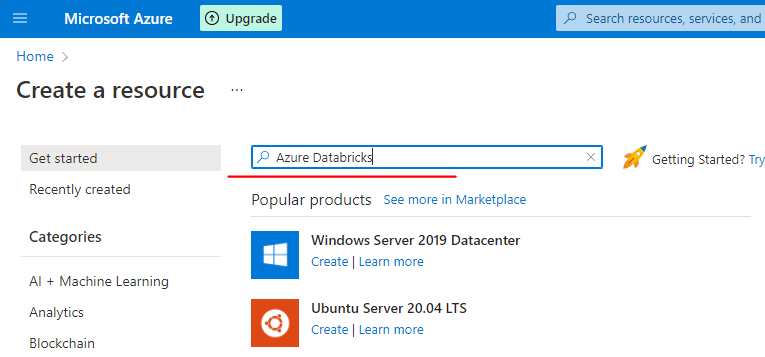 Microsoft Azure Upgrade Search resources, services, and
Home >
Create a resource ...
Get started
Recently created
Categories
AI + Machine Learning
Analytics
Blockchain
Azure Databricks
Getting Started? Try
Popular products See more in Marketplace
Windows Server 2019 Datacenter
Create | Learn more
Ubuntu Server 20.04 LTS
Create | Learn more